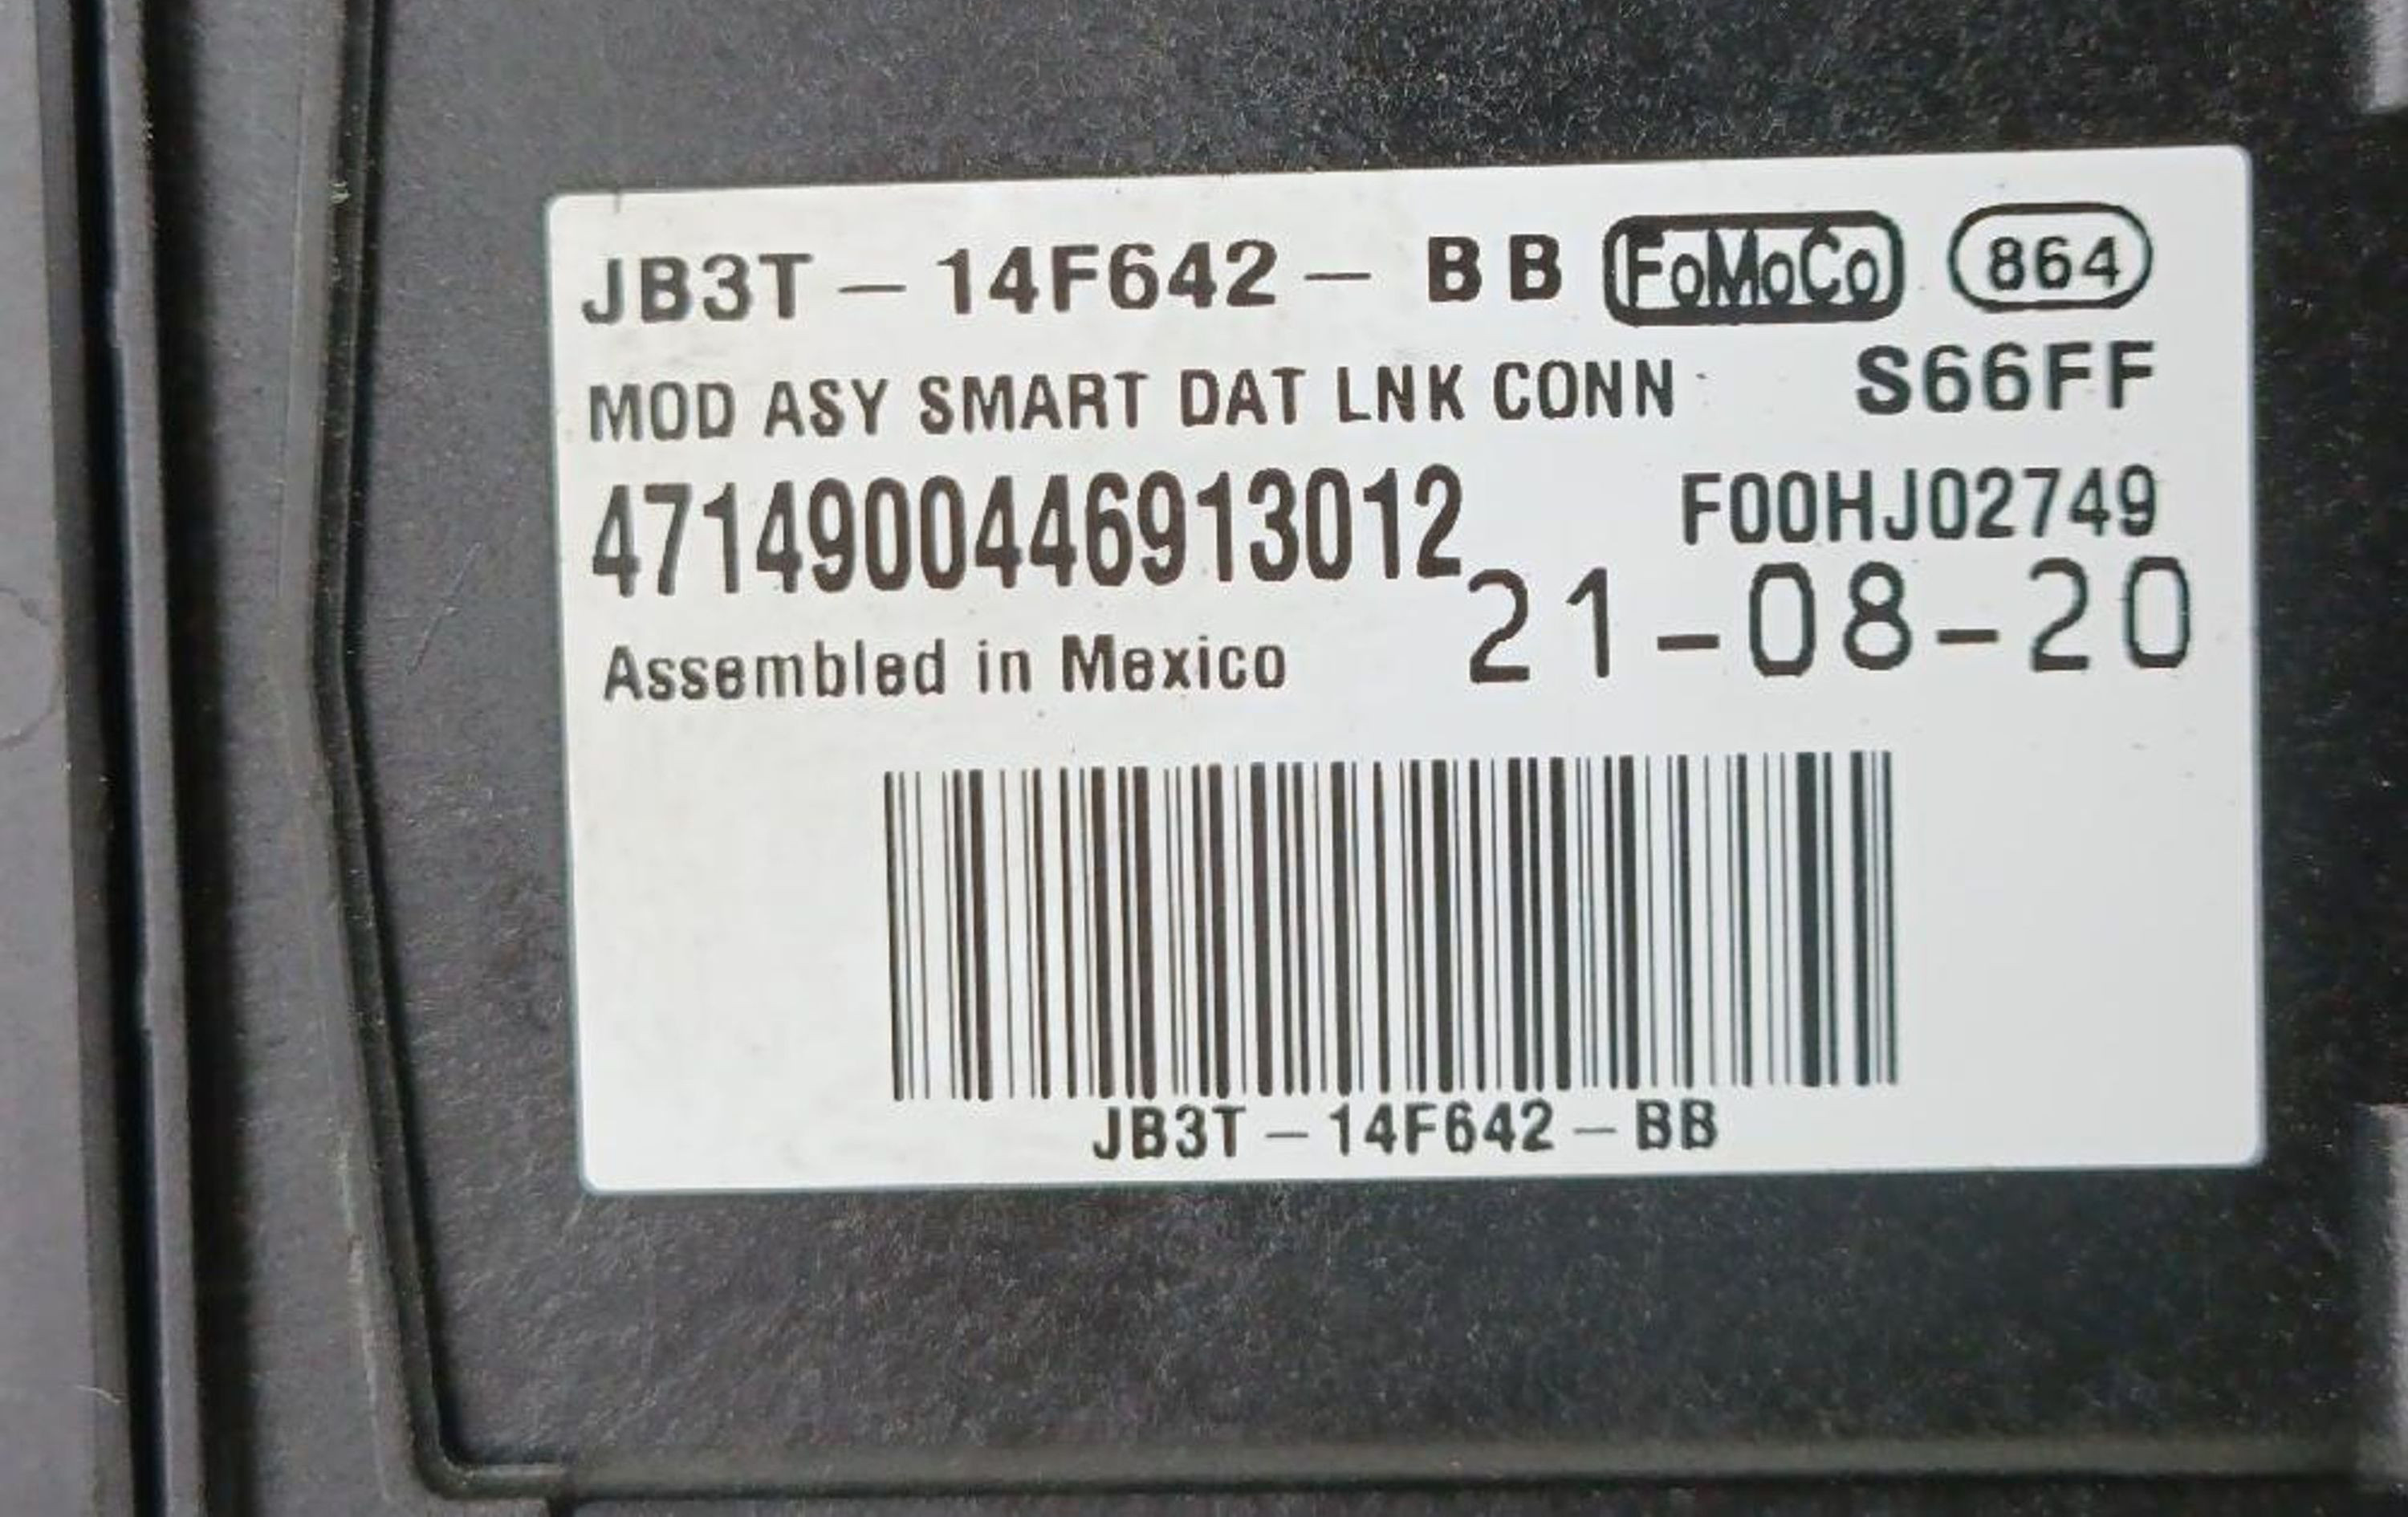 JB3T - 14F642 - BB FoMoCo 864
MOD ASY SMART DAT LNK CONN S66FF
4714900446913012 F00HJ02749
Assembled in Mexico 21-08-20
JB3T - 14F642 - BB